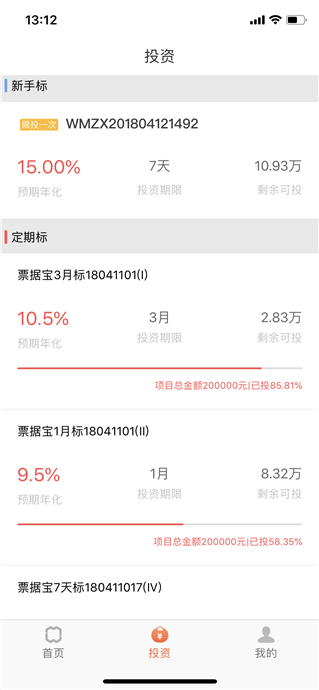 13:12
投资
新手标
限投一次 WMZX201804121492
15.00% 7天 10.93万
预期年化 投资期限 剩余可投
定期标
票据宝3月标18041101(I)
10.5% 3月 2.83万
预期年化 投资期限 剩余可投
项目总金额200000元|已投85.81%
票据宝1月标18041101(II)
9.5% 1月 8.32万
预期年化 投资期限 剩余可投
项目总金额200000元|已投58.35%
票据宝7天标180411017(IV)
首页 投资 我的